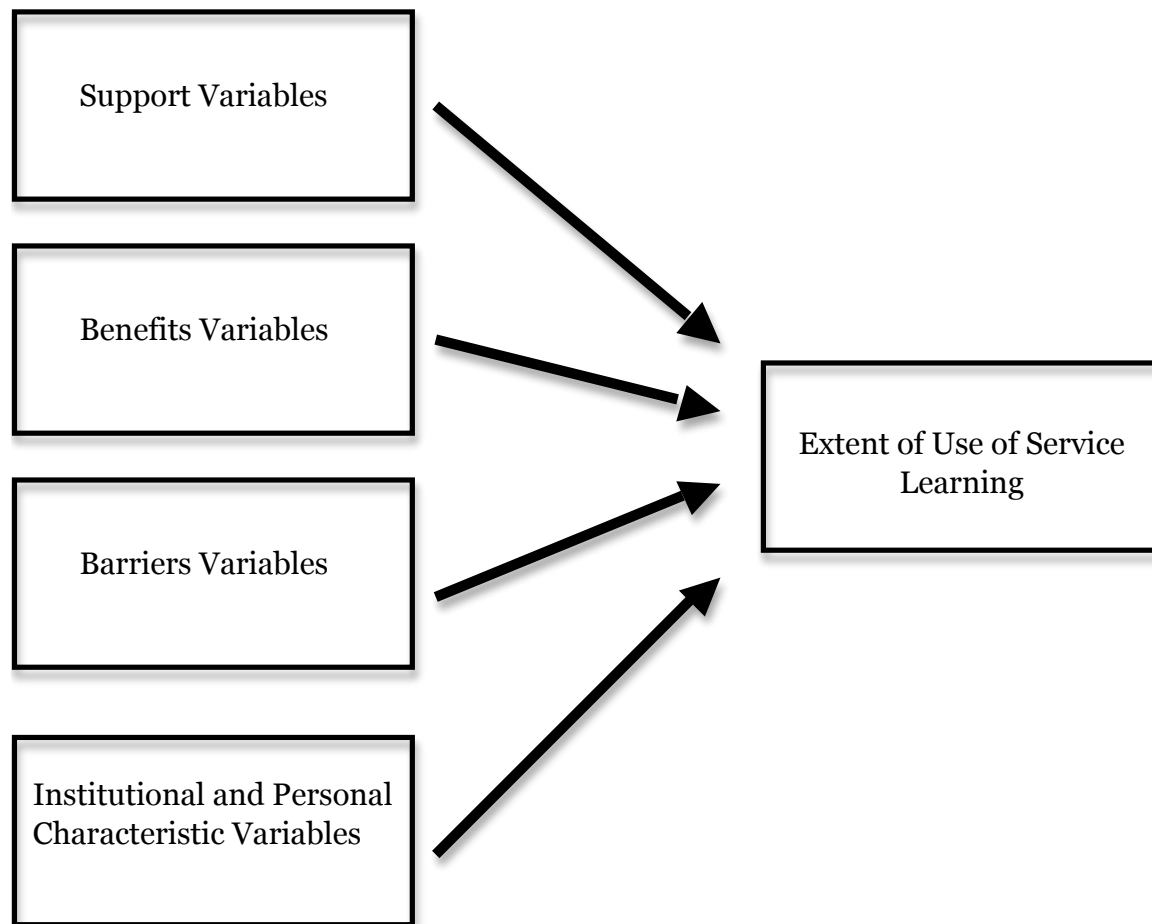 Support Variables
Benefits Variables
Barriers Variables
Institutional and Personal
Characteristic Variables
Extent of Use of Service
Learning